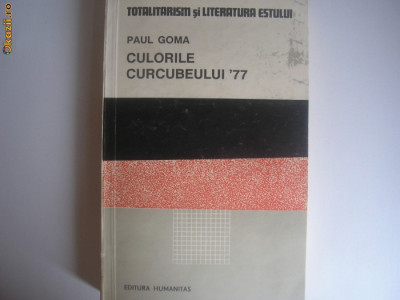 TOTALITARISM şi LITERATURA ESTULUI
PAUL GOMA
CULORILE
CURCUBEULUI '77
EDITURA HUMANITAS